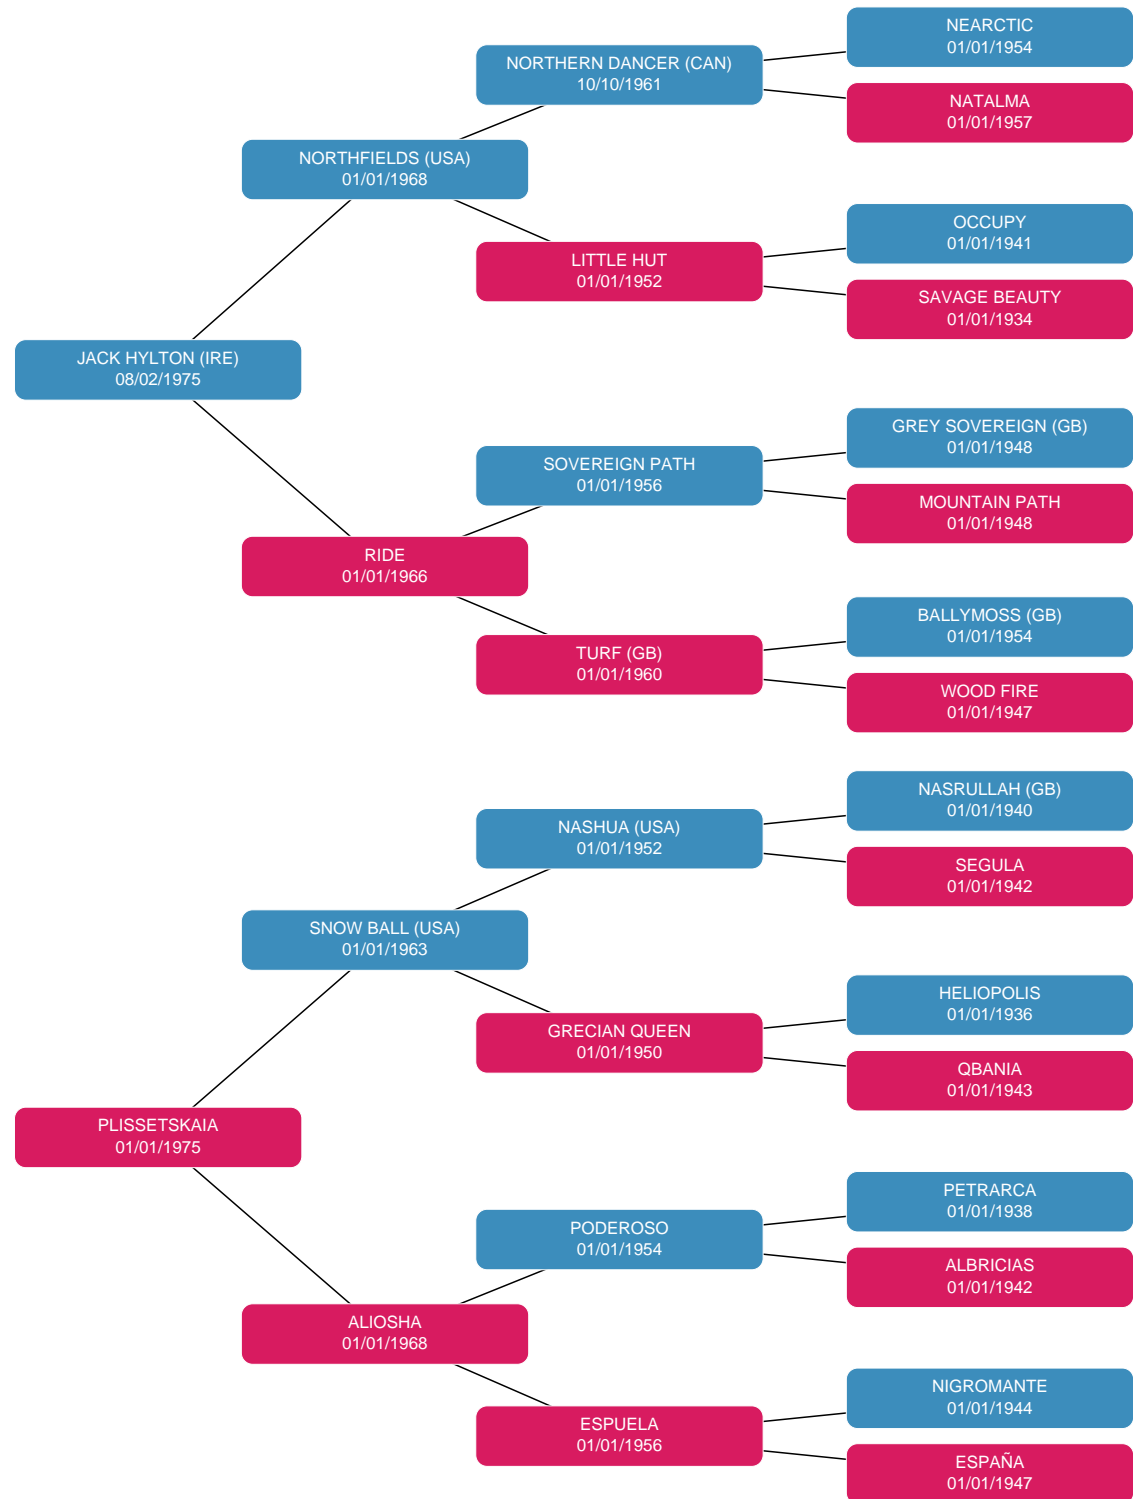 NEARCTIC
01/01/1954
NORTHERN DANCER (CAN)
10/10/1961
NATALMA
01/01/1957
NORTHFIELDS (USA)
01/01/1968
OCCUPY
01/01/1941
LITTLE HUT
01/01/1952
SAVAGE BEAUTY
01/01/1934
JACK HYLTON (IRE)
08/02/1975
GREY SOVEREIGN (GB)
01/01/1948
SOVEREIGN PATH
01/01/1956
MOUNTAIN PATH
01/01/1948
RIDE
01/01/1966
BALLYMOSS (GB)
01/01/1954
TURF (GB)
01/01/1960
WOOD FIRE
01/01/1947
NASRULLAH (GB)
01/01/1940
NASHUA (USA)
01/01/1952
SEGULA
01/01/1942
SNOW BALL (USA)
01/01/1963
HELIOPOLIS
01/01/1936
GRECIAN QUEEN
01/01/1950
QBANIA
01/01/1943
PLISSETSKAIA
01/01/1975
PETRARCA
01/01/1938
PODEROSO
01/01/1954
ALBRICIAS
01/01/1942
ALIOSHA
01/01/1968
NIGROMANTE
01/01/1944
ESPUELA
01/01/1956
ESPAÑA
01/01/1947